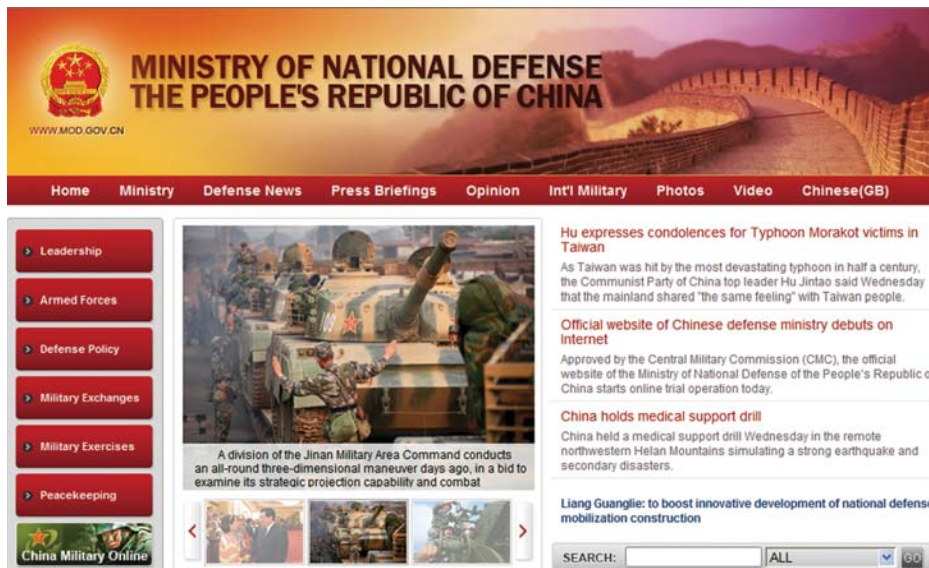 MINISTRY OF NATIONAL DEFENSE
THE PEOPLE'S REPUBLIC OF CHINA
WWW.MOD.GOV.CN
Home Ministry Defense News Press Briefings Opinion Int'l Military Photos Video Chinese(GB)
Leadership
Armed Forces
Defense Policy
Military Exchanges
Military Exercises
Peacekeeping
China Military Online
109
A division of the Jinan Military Area Command conducts
an all-round three-dimensional maneuver days ago, in a bid to
examine its strategic projection capability and combat
Hu expresses condolences for Typhoon Morakot victims in
Taiwan
As Taiwan was hit by the most devastating typhoon in half a century,
the Communist Party of China top leader Hu Jintao said Wednesday
that the mainland shared "the same feeling" with Taiwan people.
Official website of Chinese defense ministry debuts on
Internet
Approved by the Central Military Commission (CMC), the official
website of the Ministry of National Defense of the People's Republic o
China starts online trial operation today.
China holds medical support drill
China held a medical support drill Wednesday in the remote
northwestern Helan Mountains simulating a strong earthquake and
secondary disasters.
Liang Guanglie: to boost innovative development of national defense
mobilization construction
SEARCH: ALL GO